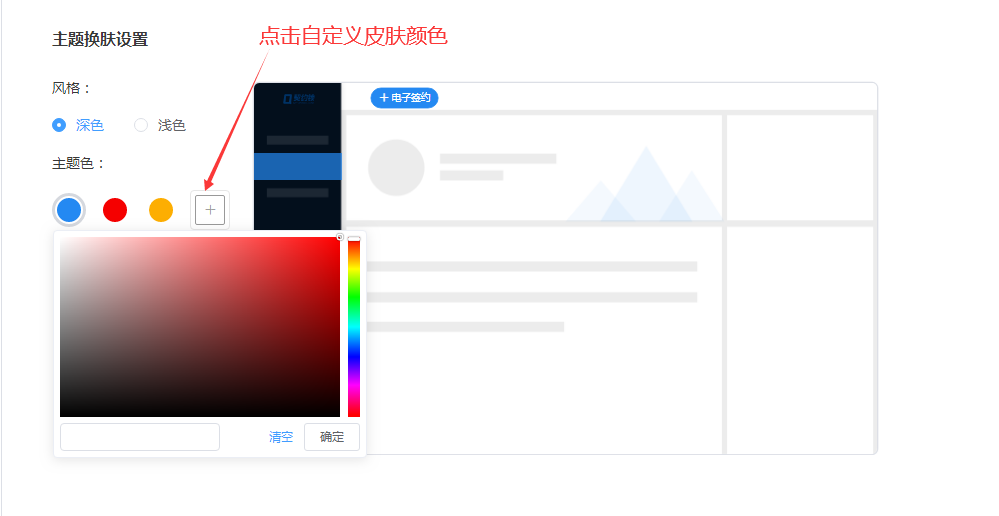 主题换肤设置
点击自定义皮肤颜色
风格：
深色
浅色
主题色：
+ 电子签约
清空
确定